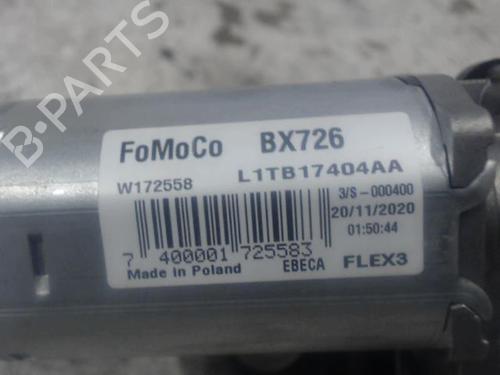 FoMoCo BX726
W172558 L1TB17404AA
3/S-000400
20/11/2020
01:50:44
7 400001 725583
Made in Poland EBECA FLEX3
B-PARTS